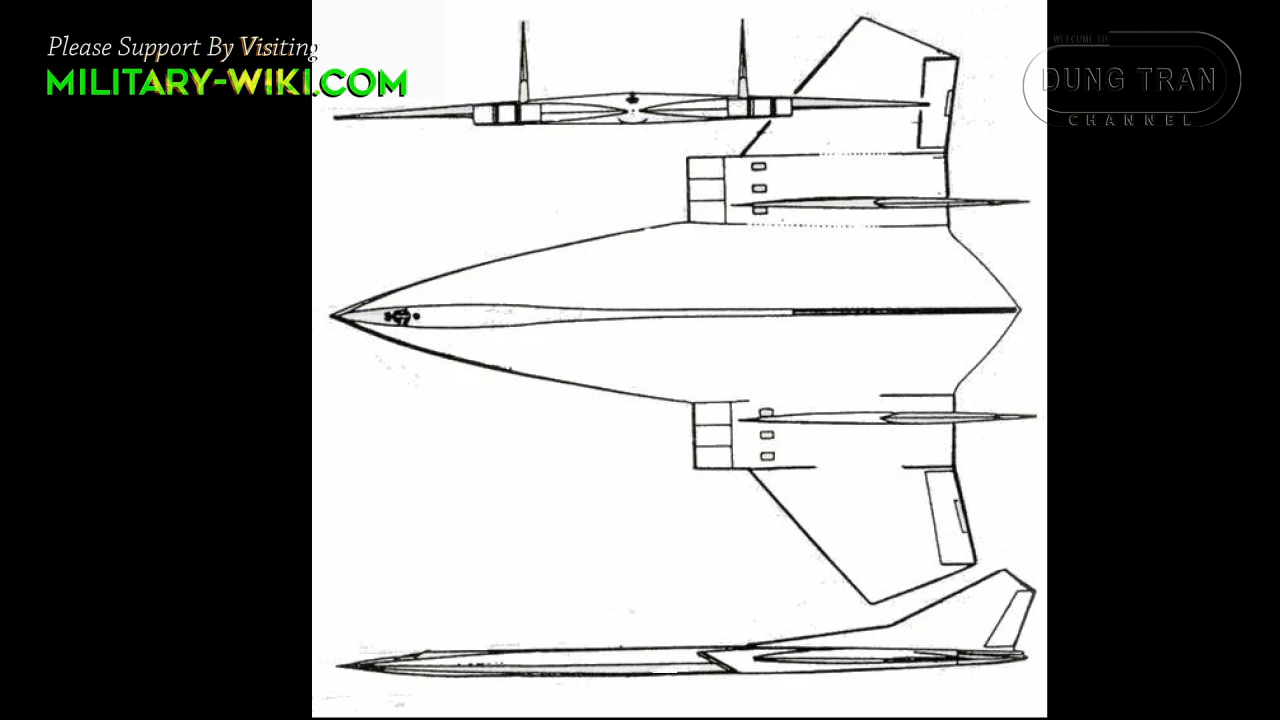 Please Support By Visiting
MILITARY-WIKI.COM
WELCOME TO
DUNG TRAN
CHANNEL